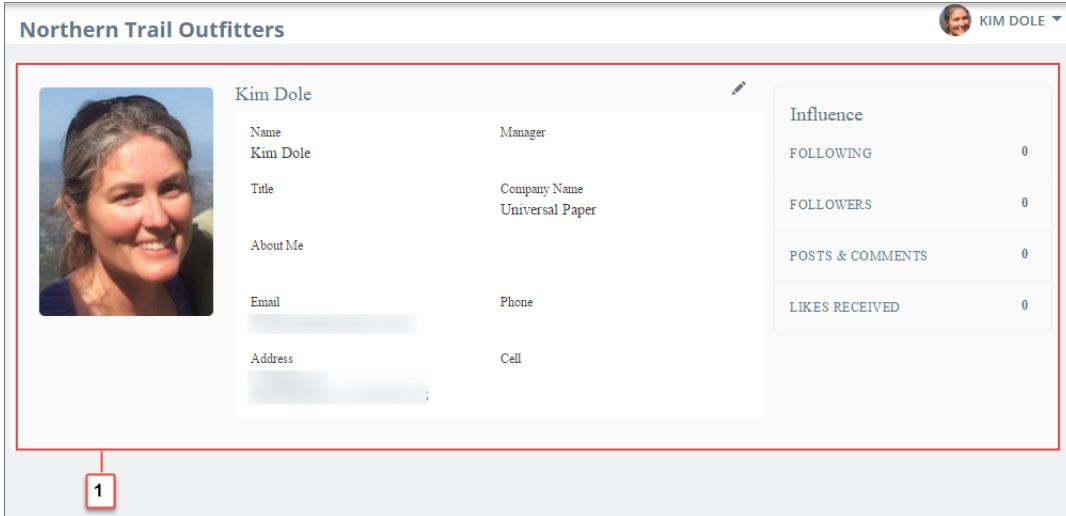 Northern Trail Outfitters
KIM DOLE
Kim Dole
Name
Kim Dole
Manager
Title
Company Name
Universal Paper
About Me
Email
Phone
Address
Cell
Influence
FOLLOWING 0
FOLLOWERS 0
POSTS & COMMENTS 0
LIKES RECEIVED 0
1